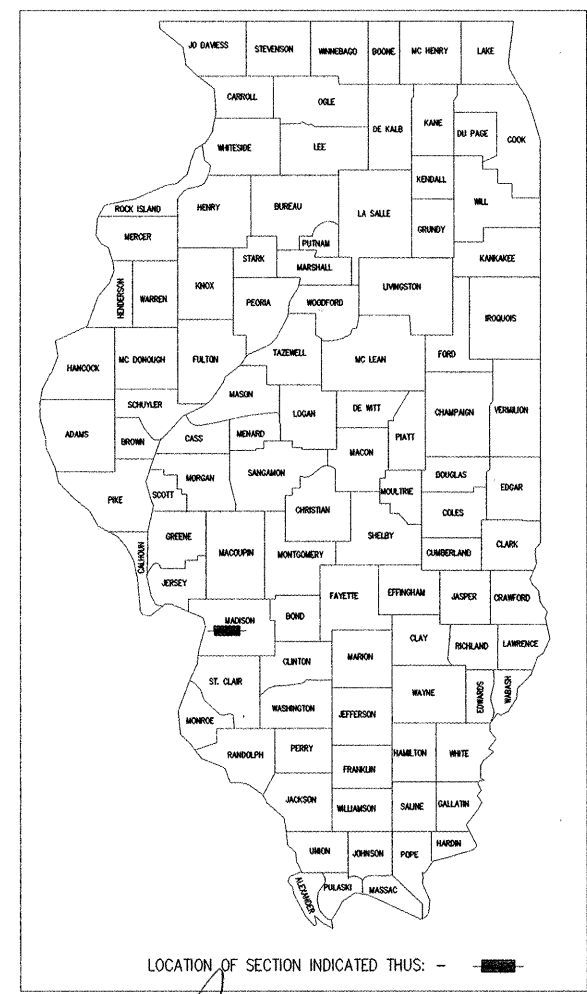 JO DAVIESS STEVENSON WINNEBAGO BOONE MC HENRY LAKE
CARROLL OGLE DE KALB KANE DU PAGE COOK
WHITESIDE LEE KENDALL WILL
ROCK ISLAND HENRY BUREAU LA SALLE GRUNDY
MERCER PUTNAM KANKAKEE
STARK MARSHALL
HENDERSON WARREN KNOX PEORIA WOODFORD LIVINGSTON IROQUOIS
HANCOCK MC DONOUGH FULTON TAZEWELL MC LEAN FORD
MASON
SCHUYLER LOGAN DE WITT CHAMPAIGN VERMILION
ADAMS BROWN CASS MENARD PIATT
MACON
PIKE SCOTT MORGAN SANGAMON MOULTRIE DOUGLAS EDGAR
CHRISTIAN COLES
CALHOUN GREENE MACOUPIN MONTGOMERY SHELBY CUMBERLAND CLARK
JERSEY FAYETTE EFFINGHAM JASPER CRAWFORD
MADISON BOND
CLAY RICHLAND LAWRENCE
CLINTON MARION
ST. CLAIR WAYNE EDWARDS WABASH
WASHINGTON JEFFERSON
MONROE
RANDOLPH PERRY HAMILTON WHITE
FRANKLIN
JACKSON WILLIAMSON SALINE GALLATIN
UNION JOHNSON POPE HARDIN
ALEXANDER PULASKI MASSAC
LOCATION OF SECTION INDICATED THUS: -